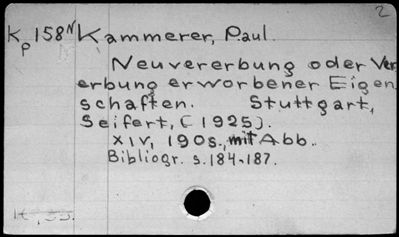 2
Kp 158N Kammerer, Paul.
Neuvererbung oder Ver
erbung erworbener Eigen
schaften. Stuttgart,
Seifert, (1925).
XIV, 190s., mit Abb..
Bibliogr. s.184-187.